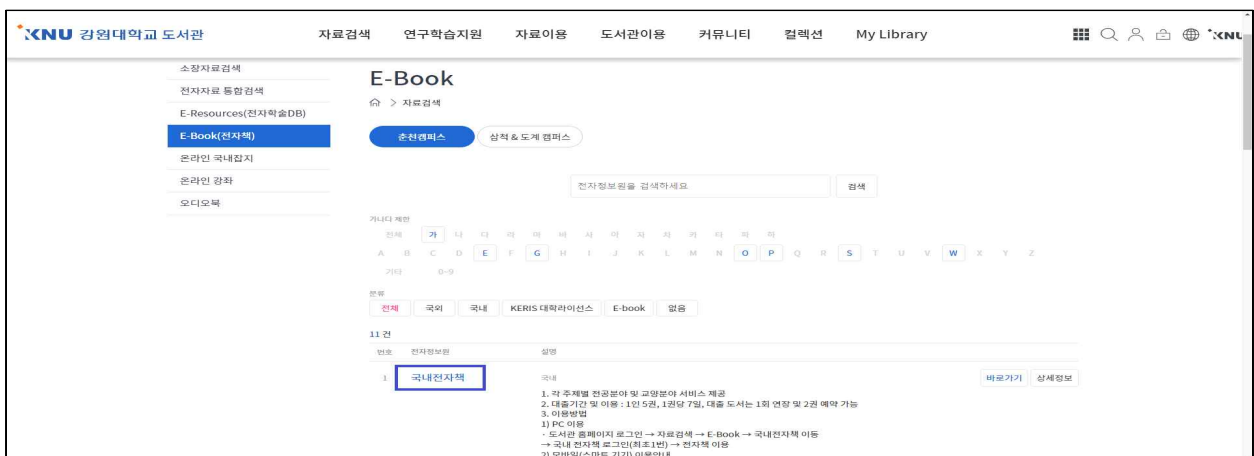 KNU 강원대학교 도서관
자료검색 연구학습지원 자료이용 도서관이용 커뮤니티 컬렉션 My Library
KNU
소장자료검색
전자자료 통합검색
E-Resources(전자학술DB)
E-Book(전자책)
온라인 국내잡지
온라인 강좌
오디오북
E-Book
> 자료검색
춘천캠퍼스 삼척 & 도계 캠퍼스
전자정보원을 검색하세요 검색
가나다 제한
전체 가 나 다 라 마 바 사 아 자 차 카 타 파 하
A B C D E F G H I J K L M N O P Q R S T U V W X Y Z
기타 0-9
분류
전체 국외 국내 KERIS 대학라이선스 E-book 없음
11 건
번호 전자정보원 설명
1 국내전자책 국내 바로가기 상세정보
1. 각 주제별 전공분야 및 교양분야 서비스 제공
2. 대출기간 및 이용 : 1인 5권, 1권당 7일, 대출 도서는 1회 연장 및 2권 예약 가능
3. 이용방법
1) PC 이용
· 도서관 홈페이지 로그인 → 자료검색 → E-Book → 국내전자책 이동
→ 국내 전자책 로그인(최초1번) → 전자책 이용
2) 모바일(스마트 기기) 이용안내